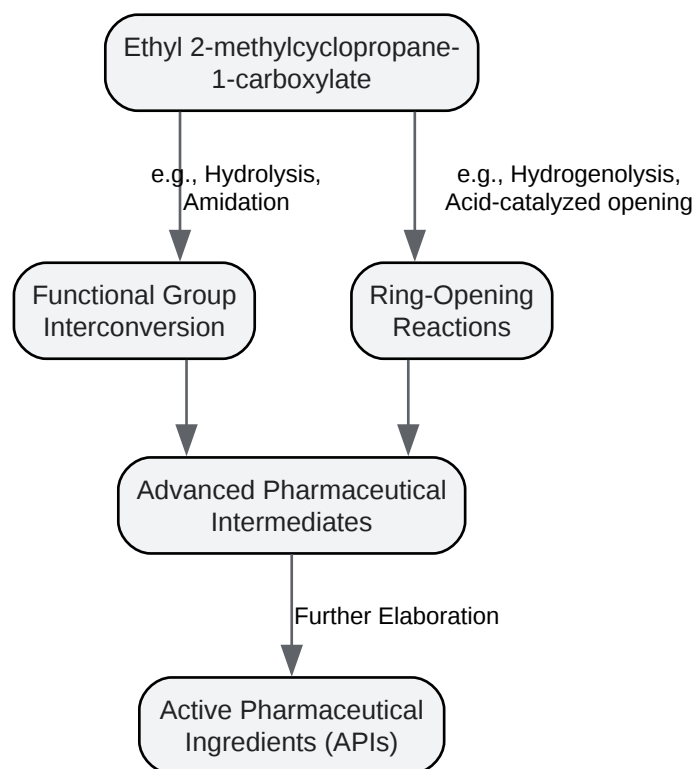 Ethyl 2-methylcyclopropane-
1-carboxylate
e.g., Hydrolysis,
Amidation
e.g., Hydrogenolysis,
Acid-catalyzed opening
Functional Group
Interconversion
Ring-Opening
Reactions
Advanced Pharmaceutical
Intermediates
Further Elaboration
Active Pharmaceutical
Ingredients (APIs)